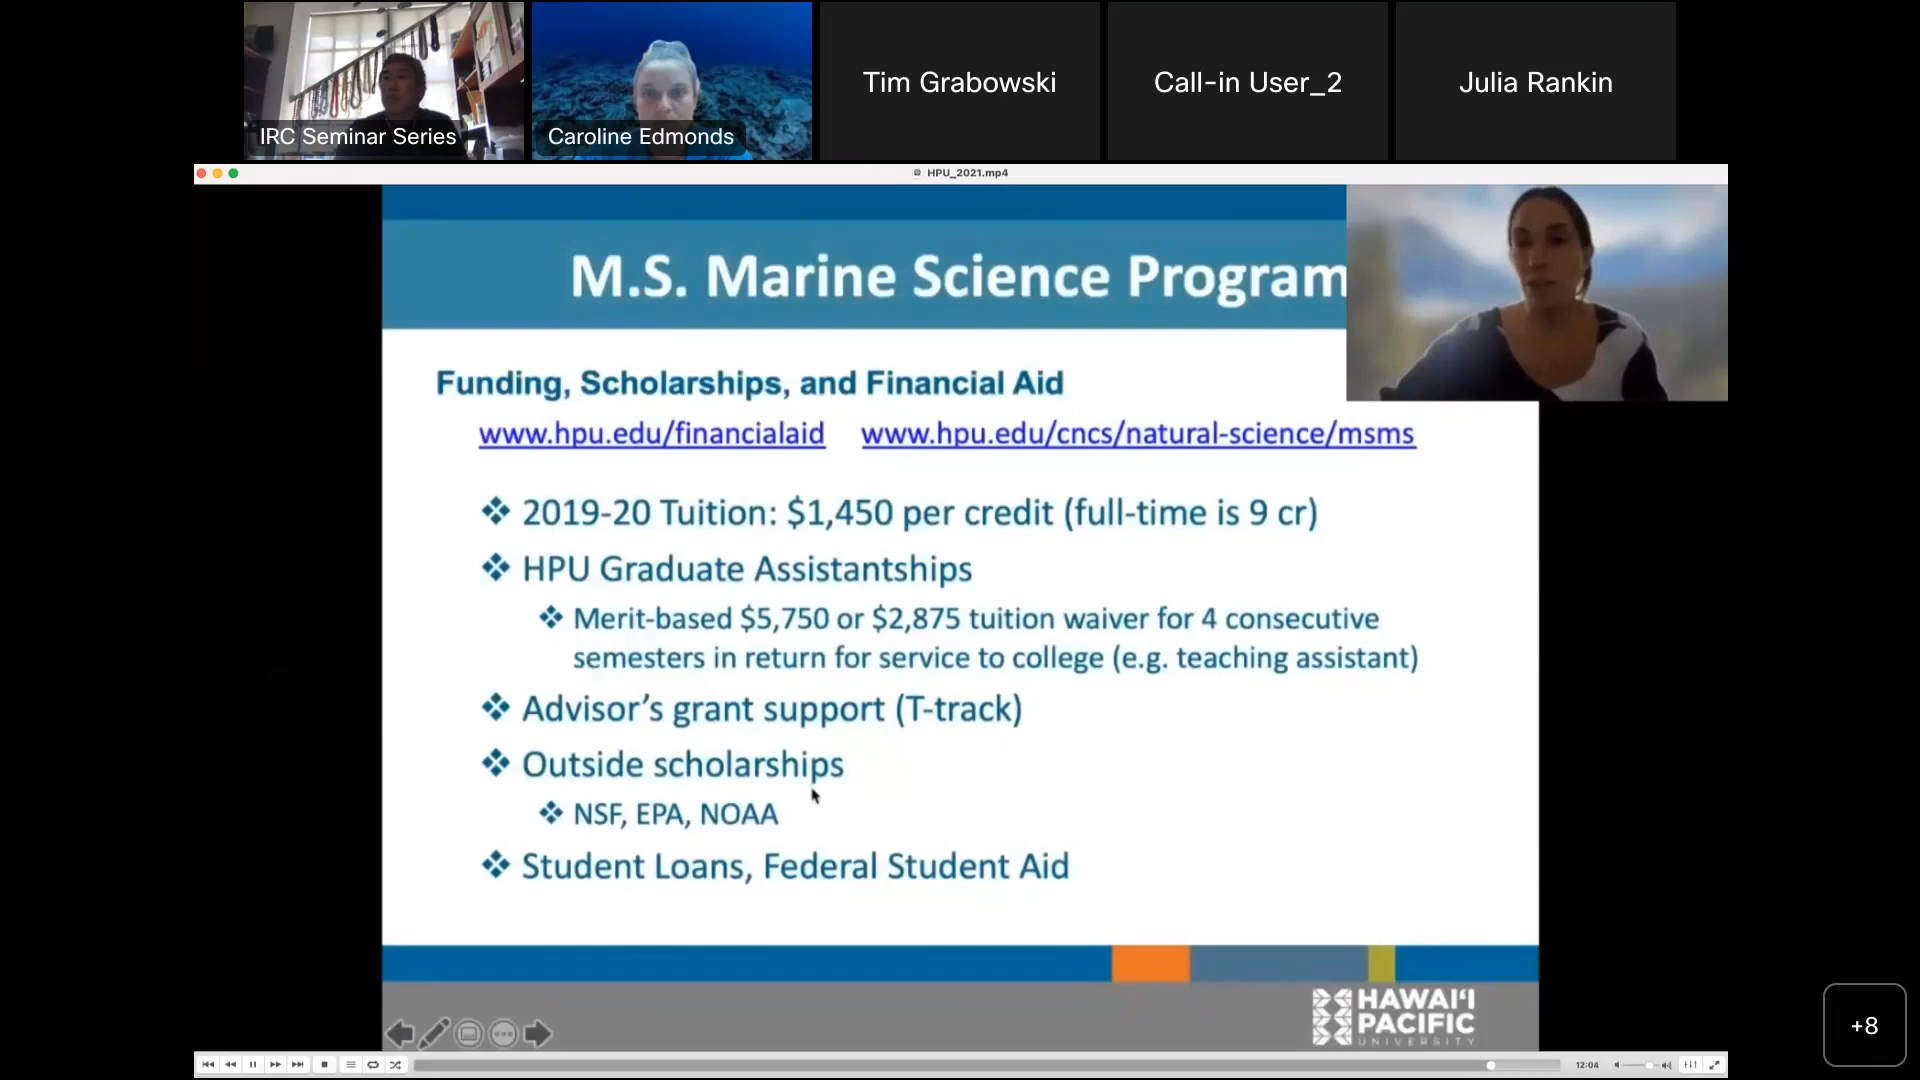 IRC Seminar Series
Caroline Edmonds
Tim Grabowski
Call-in User_2
Julia Rankin
HPU_2021.mp4
M.S. Marine Science Program
Funding, Scholarships, and Financial Aid
www.hpu.edu/financialaid www.hpu.edu/cncs/natural-science/msms
2019-20 Tuition: $1,450 per credit (full-time is 9 cr)
HPU Graduate Assistantships
Merit-based $5,750 or $2,875 tuition waiver for 4 consecutive
semesters in return for service to college (e.g. teaching assistant)
Advisor’s grant support (T-track)
Outside scholarships
NSF, EPA, NOAA
Student Loans, Federal Student Aid
HAWAIʻI
PACIFIC
UNIVERSITY
+8
12:04